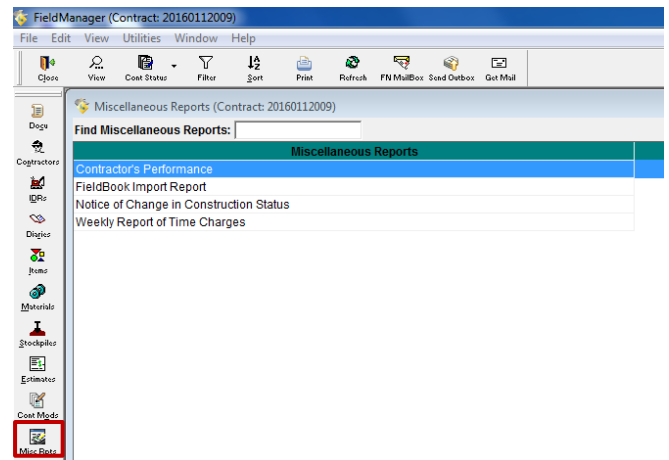 FieldManager (Contract: 20160112009)
File Edit View Utilities Window Help
Close View Cont Status Filter Sort Print Refresh FN MailBox Send Outbox Get Mail
Miscellaneous Reports (Contract: 20160112009)
Find Miscellaneous Reports:
Miscellaneous Reports
Contractor's Performance
FieldBook Import Report
Notice of Change in Construction Status
Weekly Report of Time Charges
Docu
Contractors
IDRs
Diaries
Items
Materials
Stockpiles
Estimates
Cont Mods
Misc Rpts